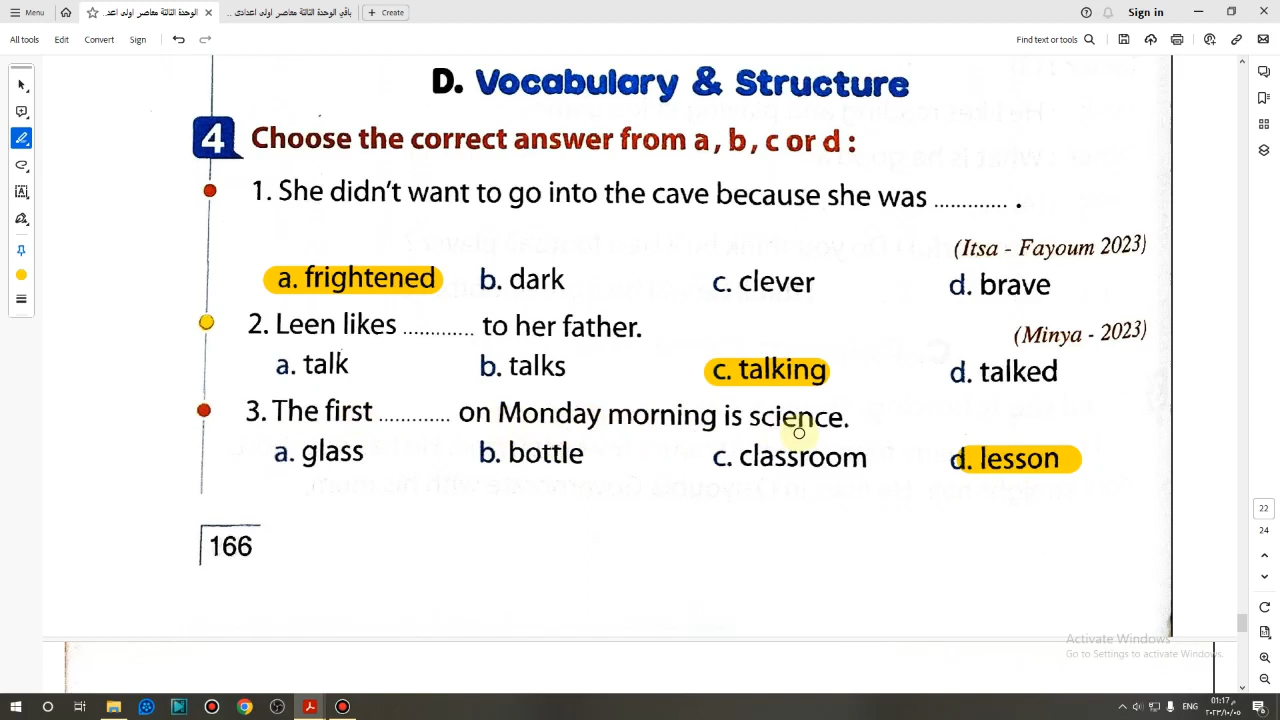 Menu
الوحدة الثالثة معاصر اولى اعد...
باقي الوحدة الثالثة معاصر اولى اعدادى ...
+ Create
Sign in
All tools Edit Convert Sign
Find text or tools
D. Vocabulary & Structure
4 Choose the correct answer from a, b, c or d :
1. She didn't want to go into the cave because she was ............. .
(Itsa - Fayoum 2023)
a. frightened b. dark c. clever d. brave
2. Leen likes ............. to her father.
(Minya - 2023)
a. talk b. talks c. talking d. talked
3. The first ............. on Monday morning is science.
a. glass b. bottle c. classroom d. lesson
166
22
24
Activate Windows
Go to Settings to activate Windows.
ENG
01:17
٢٠٢٣/١٠/٠٥